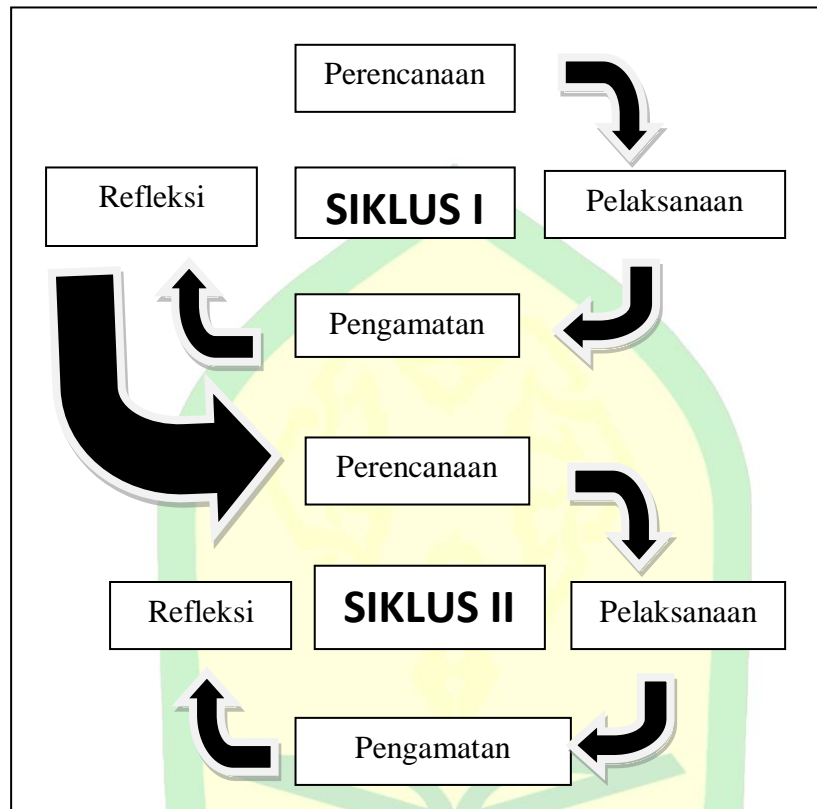 Perencanaan
Refleksi
SIKLUS I
Pelaksanaan
Pengamatan
Perencanaan
Refleksi
SIKLUS II
Pelaksanaan
Pengamatan